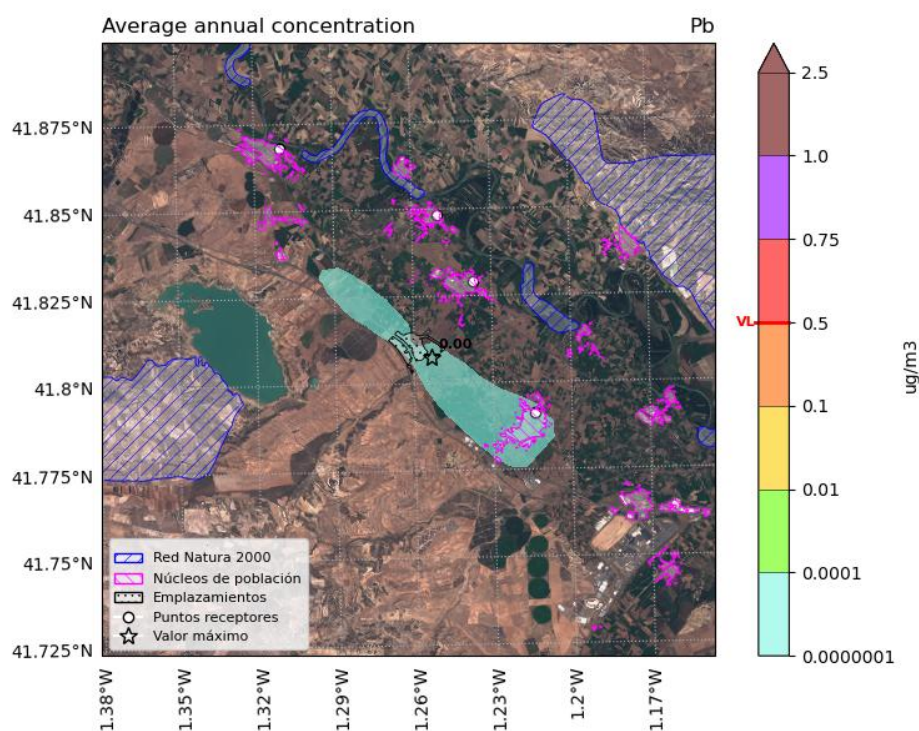 Average annual concentration Pb
41.875°N
41.85°N
41.825°N
41.8°N
41.775°N
41.75°N
41.725°N
0.00
Red Natura 2000
Núcleos de población
Emplazamientos
Puntos receptores
Valor máximo
1.38°W
1.35°W
1.32°W
1.29°W
1.26°W
1.23°W
1.2°W
1.17°W
2.5
1.0
0.75
VL
0.5
0.1
0.01
0.0001
0.0000001
ug/m3